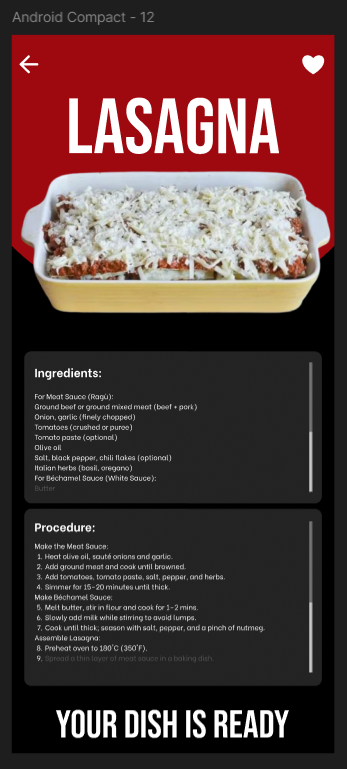 Android Compact - 12
LASAGNA
Ingredients:
For Meat Sauce (Ragù):
Ground beef or ground mixed meat (beef + pork)
Onion, garlic (finely chopped)
Tomatoes (crushed or puree)
Tomato paste (optional)
Olive oil
Salt, black pepper, chili flakes (optional)
Italian herbs (basil, oregano)
For Béchamel Sauce (White Sauce):
Butter
Procedure:
Make the Meat Sauce:
1. Heat olive oil, sauté onions and garlic.
2. Add ground meat and cook until browned.
3. Add tomatoes, tomato paste, salt, pepper, and herbs.
4. Simmer for 15-20 minutes until thick.
Make Béchamel Sauce:
5. Melt butter, stir in flour and cook for 1-2 mins.
6. Slowly add milk while stirring to avoid lumps.
7. Cook until thick; season with salt, pepper, and a pinch of nutmeg.
Assemble Lasagna:
8. Preheat oven to 180°C (350°F).
9. Spread a thin layer of meat sauce in a baking dish.
YOUR DISH IS READY